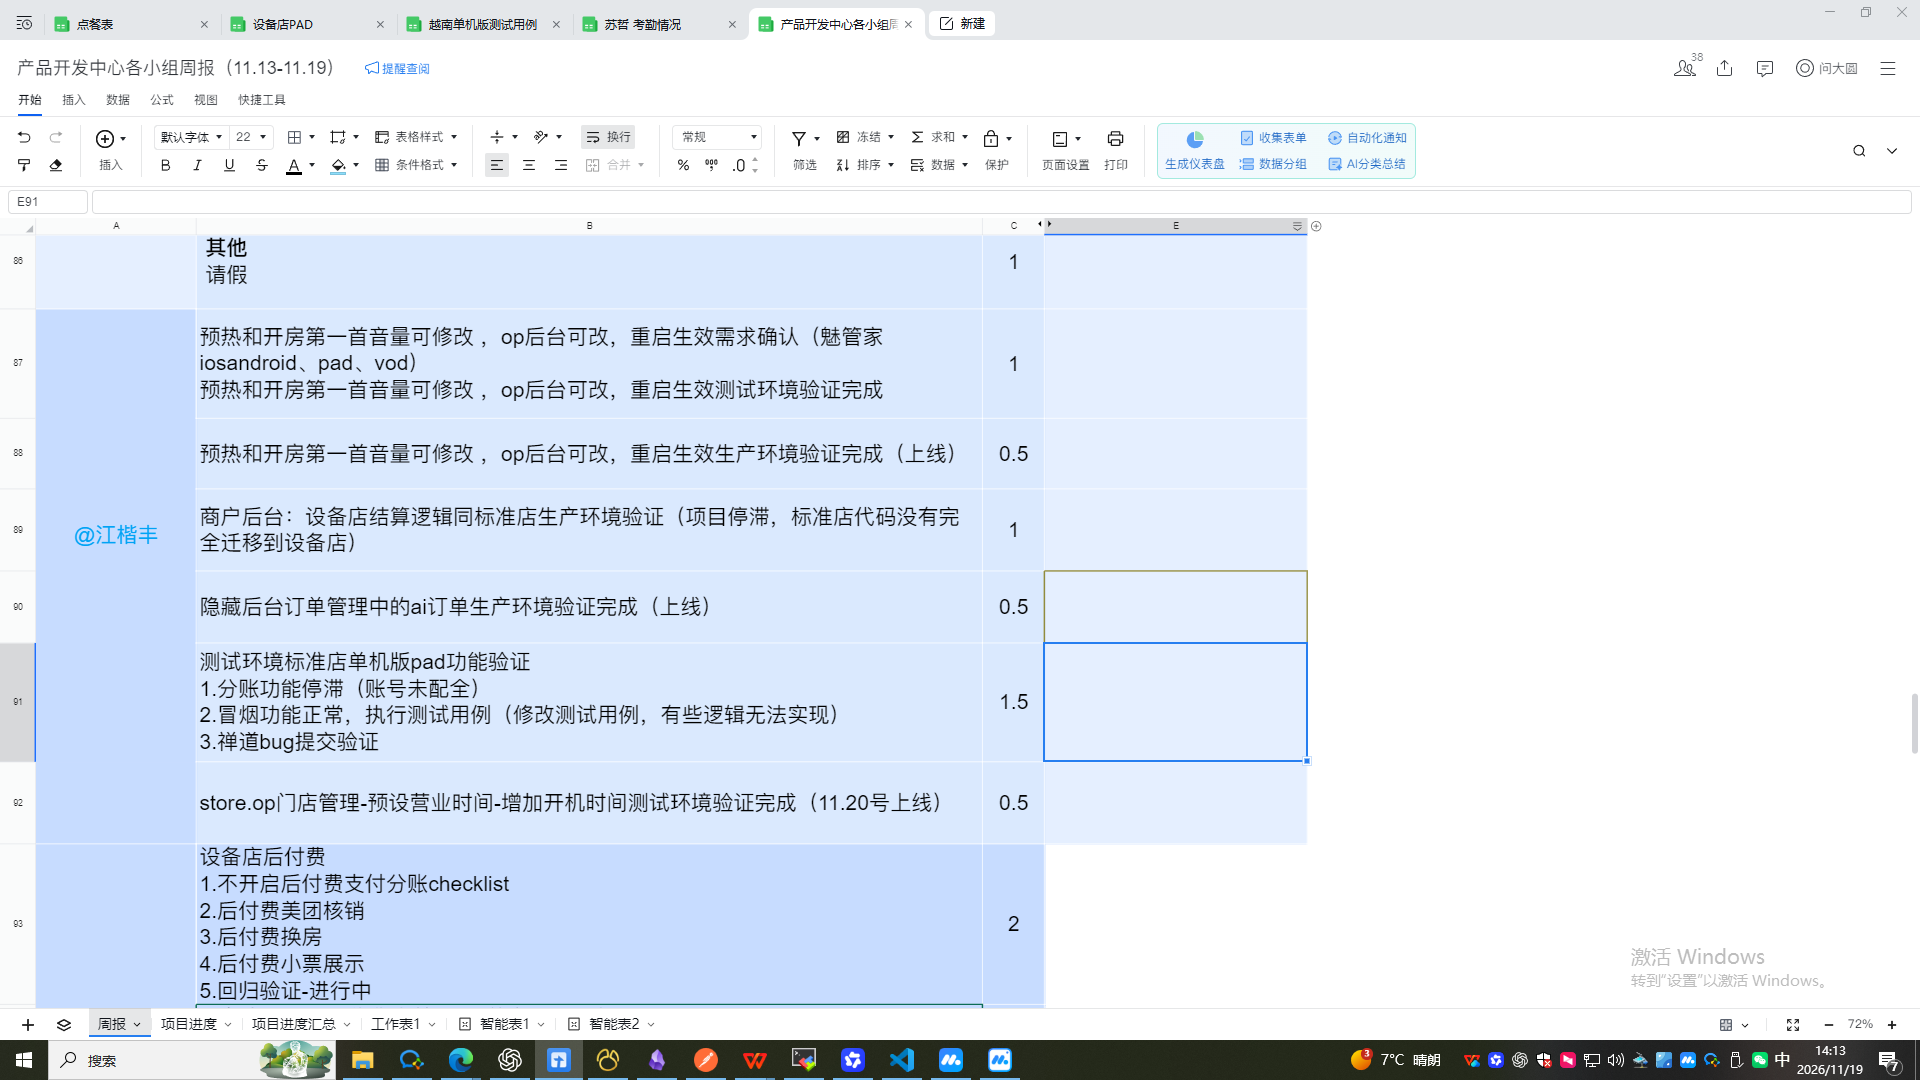 点餐表
设备店PAD
越南单机版测试用例
苏哲 考勤情况
产品开发中心各小组周
新建
产品开发中心各小组周报（11.13-11.19）
提醒查阅
38
问大圆
开始
插入
数据
公式
视图
快捷工具
默认字体
22
表格样式
换行
常规
冻结
求和
收集表单
自动化通知
插入
B
I
U
S
A
条件格式
合并
%
.0
筛选
排序
数据
保护
页面设置
打印
生成仪表盘
数据分组
AI分类总结
E91
A
B
C
E
86
其他
请假
1
87
预热和开房第一首音量可修改 ，op后台可改，重启生效需求确认（魅管家
iosandroid、pad、vod）
预热和开房第一首音量可修改 ，op后台可改，重启生效测试环境验证完成
1
88
预热和开房第一首音量可修改 ，op后台可改，重启生效生产环境验证完成（上线）
0.5
89
@江楷丰
商户后台：设备店结算逻辑同标准店生产环境验证（项目停滞，标准店代码没有完
全迁移到设备店）
1
90
隐藏后台订单管理中的ai订单生产环境验证完成（上线）
0.5
91
测试环境标准店单机版pad功能验证
1.分账功能停滞（账号未配全）
2.冒烟功能正常，执行测试用例（修改测试用例，有些逻辑无法实现）
3.禅道bug提交验证
1.5
92
store.op门店管理-预设营业时间-增加开机时间测试环境验证完成（11.20号上线）
0.5
93
设备店后付费
1.不开启后付费支付分账checklist
2.后付费美团核销
3.后付费换房
4.后付费小票展示
5.回归验证-进行中
2
激活 Windows
转到“设置”以激活 Windows。
周报
项目进度
项目进度汇总
工作表1
智能表1
智能表2
72%
搜索
3
7°C 晴朗
中
14:13
2026/11/19
7